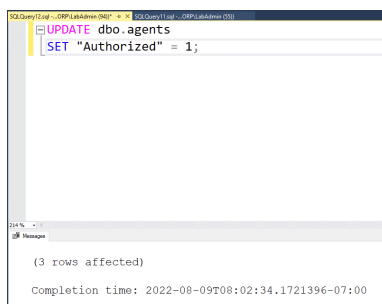 SQLQuery12.sql -...ORP\LabAdmin (94))* SQLQuery11.sql -...ORP\LabAdmin (55))
UPDATE dbo.agents
SET "Authorized" = 1;
214 %
Messages
(3 rows affected)
Completion time: 2022-08-09T08:02:34.1721396-07:00